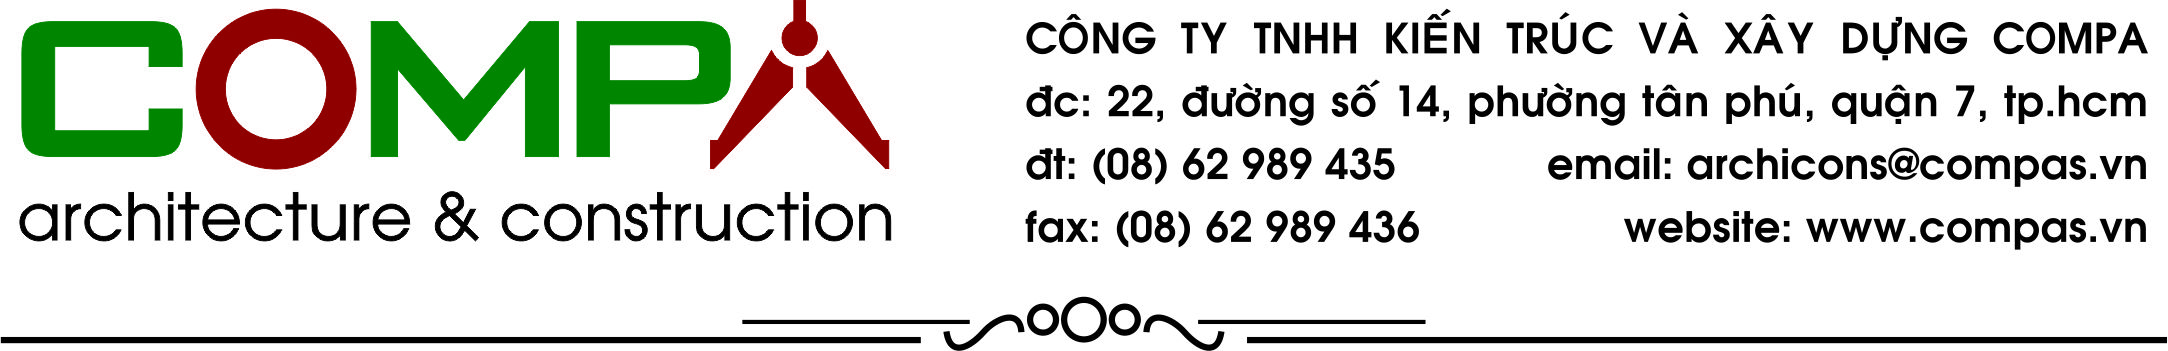 COMPA
architecture & construction
CÔNG TY TNHH KIẾN TRÚC VÀ XÂY DỰNG COMPA
đc: 22, đường số 14, phường tân phú, quận 7, tp.hcm
đt: (08) 62 989 435 email: archicons@compas.vn
fax: (08) 62 989 436 website: www.compas.vn